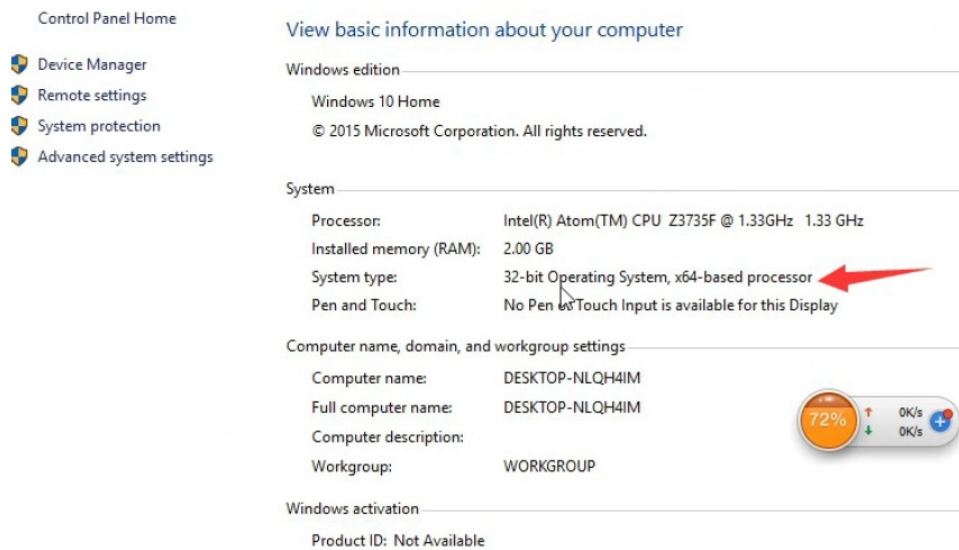 Control Panel Home
Device Manager
Remote settings
System protection
Advanced system settings
View basic information about your computer
Windows edition
Windows 10 Home
© 2015 Microsoft Corporation. All rights reserved.
System
Processor: Intel(R) Atom(TM) CPU Z3735F @ 1.33GHz 1.33 GHz
Installed memory (RAM): 2.00 GB
System type: 32-bit Operating System, x64-based processor
Pen and Touch: No Pen or Touch Input is available for this Display
Computer name, domain, and workgroup settings
Computer name: DESKTOP-NLQH4IM
Full computer name: DESKTOP-NLQH4IM
Computer description:
Workgroup: WORKGROUP
72%
0K/s
0K/s
Windows activation
Product ID: Not Available